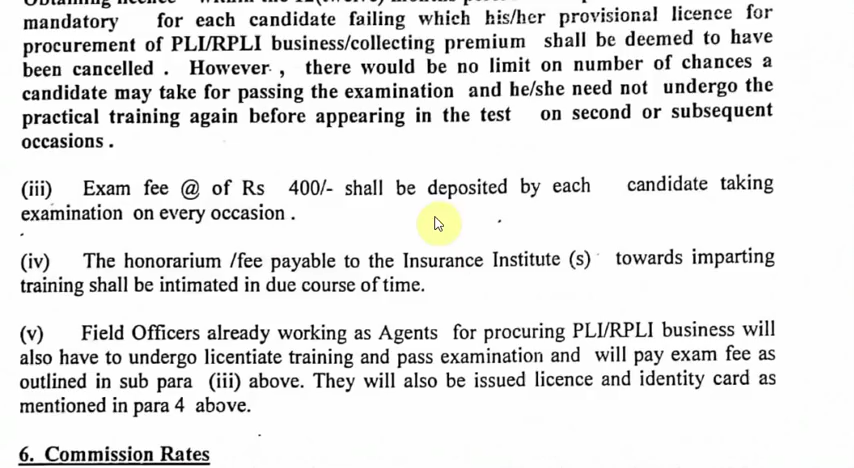 mandatory for each candidate failing which his/her provisional licence for
procurement of PLI/RPLI business/collecting premium shall be deemed to have
been cancelled . However , there would be no limit on number of chances a
candidate may take for passing the examination and he/she need not undergo the
practical training again before appearing in the test on second or subsequent
occasions .
(iii) Exam fee @ of Rs 400/- shall be deposited by each candidate taking
examination on every occasion .
(iv) The honorarium /fee payable to the Insurance Institute (s) towards imparting
training shall be intimated in due course of time.
(v) Field Officers already working as Agents for procuring PLI/RPLI business will
also have to undergo licentiate training and pass examination and will pay exam fee as
outlined in sub para (iii) above. They will also be issued licence and identity card as
mentioned in para 4 above.
6. Commission Rates